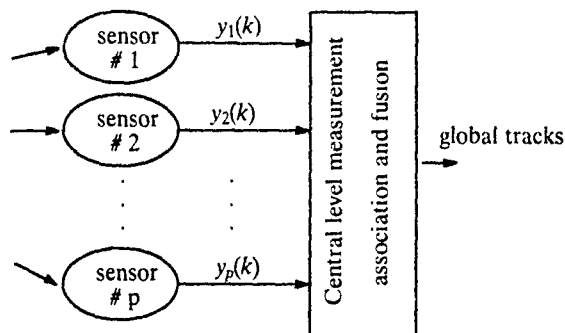 sensor
# 1
y₁(k)
sensor
# 2
y₂(k)
sensor
# p
yₚ(k)
Central level measurement
association and fusion
global tracks